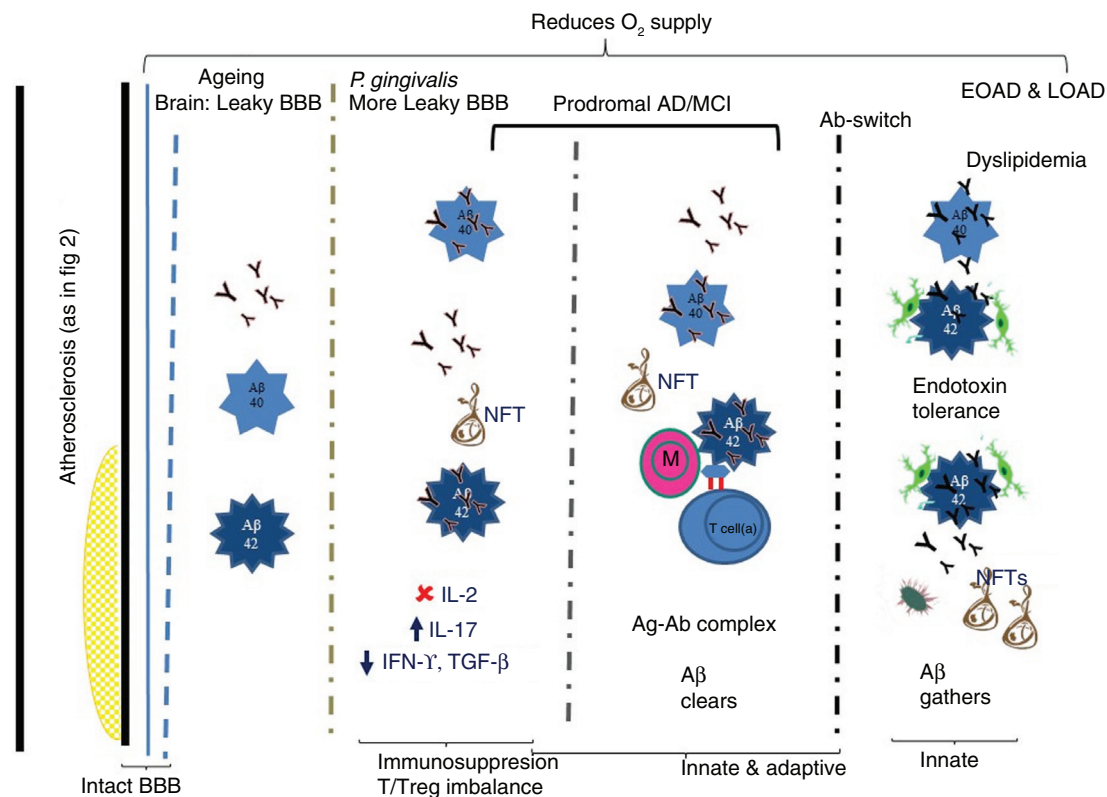 Reduces O₂ supply
Atherosclerosis (as in fig 2)
Ageing
Brain: Leaky BBB
Aβ
40
Aβ
42
Intact BBB
P. gingivalis
More Leaky BBB
Aβ
40
NFT
Aβ
42
IL-2
IL-17
IFN-ϒ, TGF-β
Immunosuppresion
T/Treg imbalance
Prodromal AD/MCI
Aβ
40
NFT
Aβ
42
M
T cell(a)
Ag-Ab complex
Aβ
clears
Innate & adaptive
Ab-switch
EOAD & LOAD
Dyslipidemia
Aβ
40
Aβ
42
Endotoxin
tolerance
Aβ
42
NFTs
Aβ
gathers
Innate